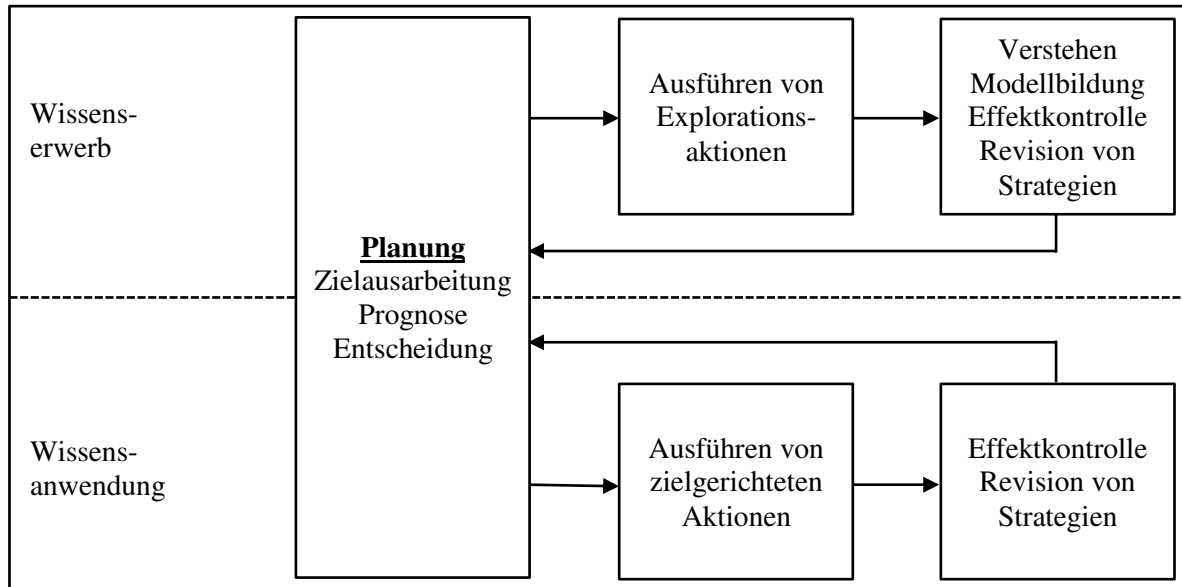 Wissens-
erwerb
Planung
Zielausarbeitung
Prognose
Entscheidung
Ausführen von
Explorations-
aktionen
Verstehen
Modellbildung
Effektkontrolle
Revision von
Strategien
Wissens-
anwendung
Ausführen von
zielgerichteten
Aktionen
Effektkontrolle
Revision von
Strategien